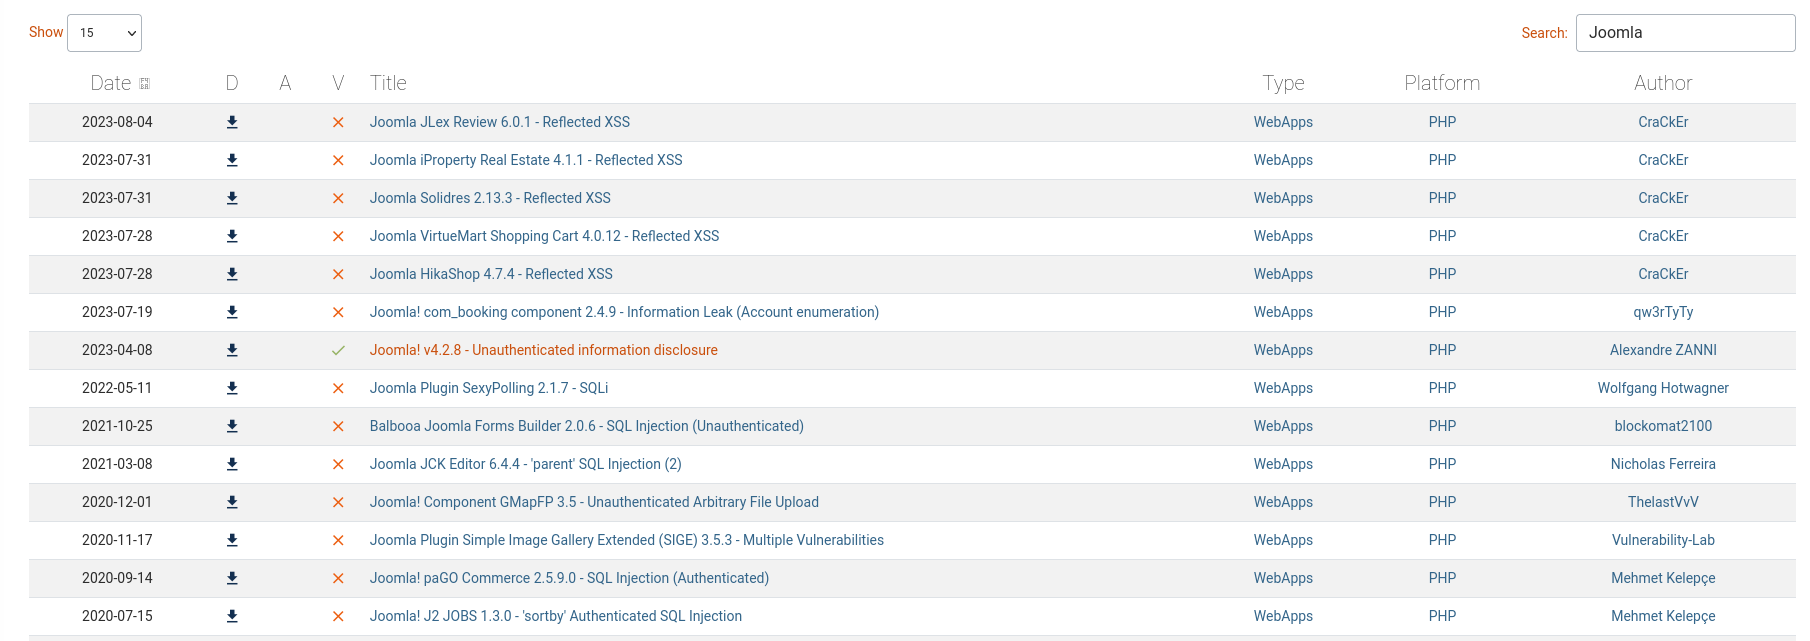 Show 15 Search: Joomla
Date D A V Title Type Platform Author
2023-08-04 Joomla JLex Review 6.0.1 - Reflected XSS WebApps PHP CraCkEr
2023-07-31 Joomla iProperty Real Estate 4.1.1 - Reflected XSS WebApps PHP CraCkEr
2023-07-31 Joomla Solidres 2.13.3 - Reflected XSS WebApps PHP CraCkEr
2023-07-28 Joomla VirtueMart Shopping Cart 4.0.12 - Reflected XSS WebApps PHP CraCkEr
2023-07-28 Joomla HikaShop 4.7.4 - Reflected XSS WebApps PHP CraCkEr
2023-07-19 Joomla! com_booking component 2.4.9 - Information Leak (Account enumeration) WebApps PHP qw3rTyTy
2023-04-08 Joomla! v4.2.8 - Unauthenticated information disclosure WebApps PHP Alexandre ZANNI
2022-05-11 Joomla Plugin SexyPolling 2.1.7 - SQLi WebApps PHP Wolfgang Hotwagner
2021-10-25 Balbooa Joomla Forms Builder 2.0.6 - SQL Injection (Unauthenticated) WebApps PHP blockomat2100
2021-03-08 Joomla JCK Editor 6.4.4 - 'parent' SQL Injection (2) WebApps PHP Nicholas Ferreira
2020-12-01 Joomla! Component GMapFP 3.5 - Unauthenticated Arbitrary File Upload WebApps PHP ThelastVvV
2020-11-17 Joomla Plugin Simple Image Gallery Extended (SIGE) 3.5.3 - Multiple Vulnerabilities WebApps PHP Vulnerability-Lab
2020-09-14 Joomla! paGO Commerce 2.5.9.0 - SQL Injection (Authenticated) WebApps PHP Mehmet Kelepçe
2020-07-15 Joomla! J2 JOBS 1.3.0 - 'sortby' Authenticated SQL Injection WebApps PHP Mehmet Kelepçe